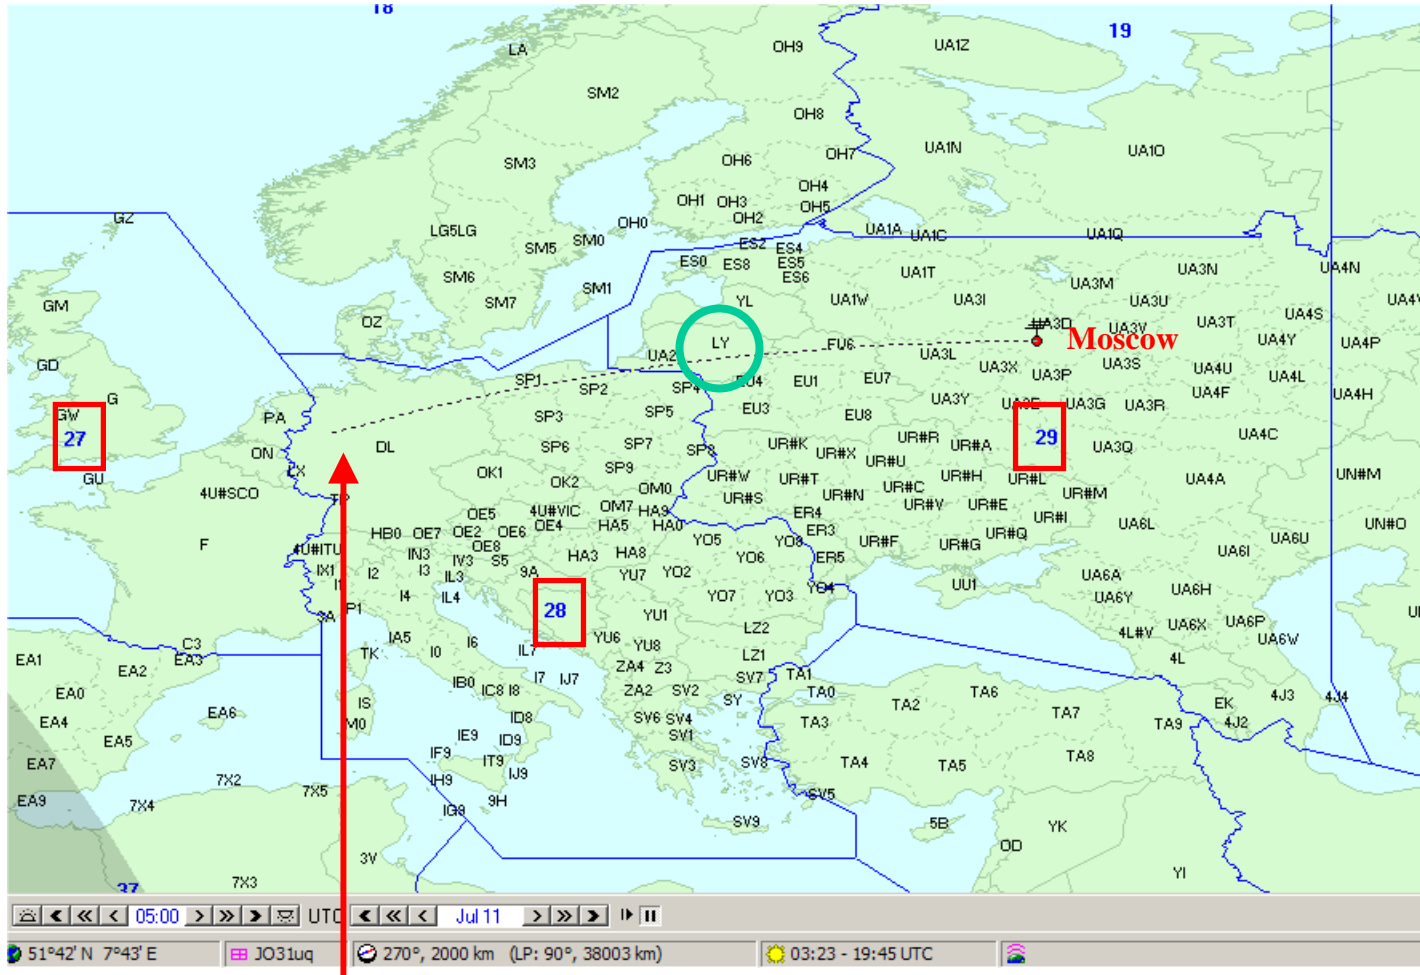 18
19
LA
OH9
UA1Z
SM2
OH8
UA1N
UA1O
SM3
OH6
OH7
OH4
OH1
OH3
OH5
OH2
GZ
OH0
LG5LG
SM5
SM0
ES2
ES4
UA1A
UA1C
UA1Q
ES0
ES8
ES5
ES6
UA1T
UA3N
UA4N
SM6
SM1
UA3M
GM
SM7
YL
UA1W
UA3I
UA3U
UA4S
OZ
LY
UA3D
Moscow
UA3V
UA3T
UA4Y
UA4P
GD
UA2
EU6
UA3L
UA3X
UA3S
UA3P
UA4U
UA4L
SP1
SP2
SP4
EU4
EU1
EU7
UA4F
UA4H
G
GW
PA
SP3
SP5
EU3
EU8
UA3Y
UA3E
UA3G
UA3R
27
29
ON
DL
SP6
SP7
SP8
UR#K
UR#X
UR#R
UR#A
UA3Q
UA4C
GU
LX
OK1
SP9
UR#W
UR#T
UR#U
UR#H
UR#L
UA4A
UN#M
4U#SCO
OK2
OM0
UR#S
UR#N
UR#C
UR#V
UR#E
UR#M
F
HB0
OE7
OE5
OE2
OE6
4U#VIC
OE4
OM7
HA5
HA9
HA0
ER4
ER3
UR#I
UR#Q
UA6L
UN#O
4U#ITU
IN3
OE8
IV3
S5
HA3
HA8
YO5
YO6
YO8
ER5
UR#F
UR#G
UA6I
UA6U
IX1
I1
I2
I3
IL3
9A
YU7
YO2
YO7
YO3
YO4
UU1
UA6A
UA6Y
UA6H
I4
IL4
28
3A
IP1
YU1
LZ2
4L#V
UA6X
UA6P
UA6W
C3
IA5
I6
IL7
YU6
YU8
LZ1
EA1
EA2
EA3
TK
I0
ZA4
Z3
SV7
TA1
4L
EA0
IS
IB0
IC8
I8
I7
IJ7
ZA2
SV2
SY
TA0
TA2
TA6
TA7
EK
4J3
4J4
EA4
EA6
ID8
SV6
SV4
TA3
TA9
4J2
EA5
IE9
ID9
SV1
EA7
IF9
IT9
SV3
SV8
TA4
TA5
TA8
7X2
7X5
IH9
IJ9
SV5
EA9
7X4
IG9
9H
SV9
5B
YK
3V
OD
YI
37
7X3
05:00 UTC Jul 11
51°42' N 7°43' E JO31uq 270°, 2000 km (LP: 90°, 38003 km) 03:23 - 19:45 UTC